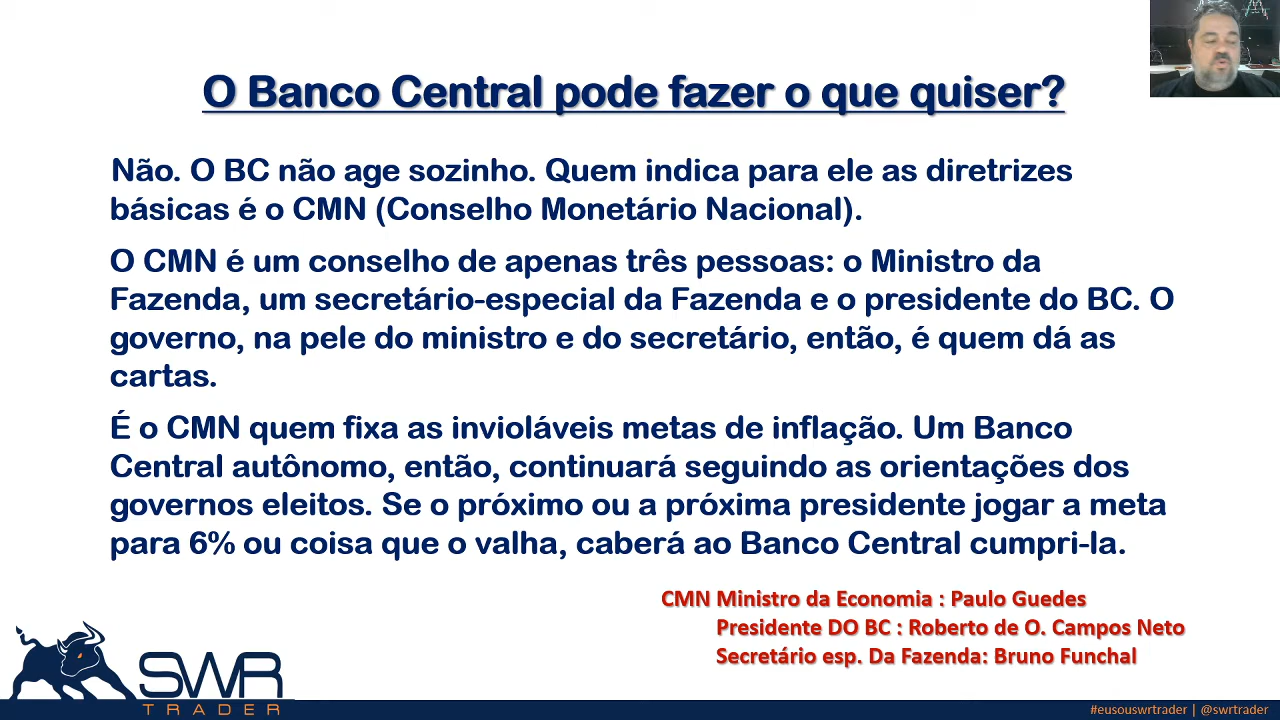 O Banco Central pode fazer o que quiser?
Não. O BC não age sozinho. Quem indica para ele as diretrizes
básicas é o CMN (Conselho Monetário Nacional).
O CMN é um conselho de apenas três pessoas: o Ministro da
Fazenda, um secretário-especial da Fazenda e o presidente do BC. O
governo, na pele do ministro e do secretário, então, é quem dá as
cartas.
É o CMN quem fixa as invioláveis metas de inflação. Um Banco
Central autônomo, então, continuará seguindo as orientações dos
governos eleitos. Se o próximo ou a próxima presidente jogar a meta
para 6% ou coisa que o valha, caberá ao Banco Central cumpri-la.
CMN Ministro da Economia : Paulo Guedes
Presidente DO BC : Roberto de O. Campos Neto
Secretário esp. Da Fazenda: Bruno Funchal
SWR
TRADER
#eusouswrtrader | @swrtrader